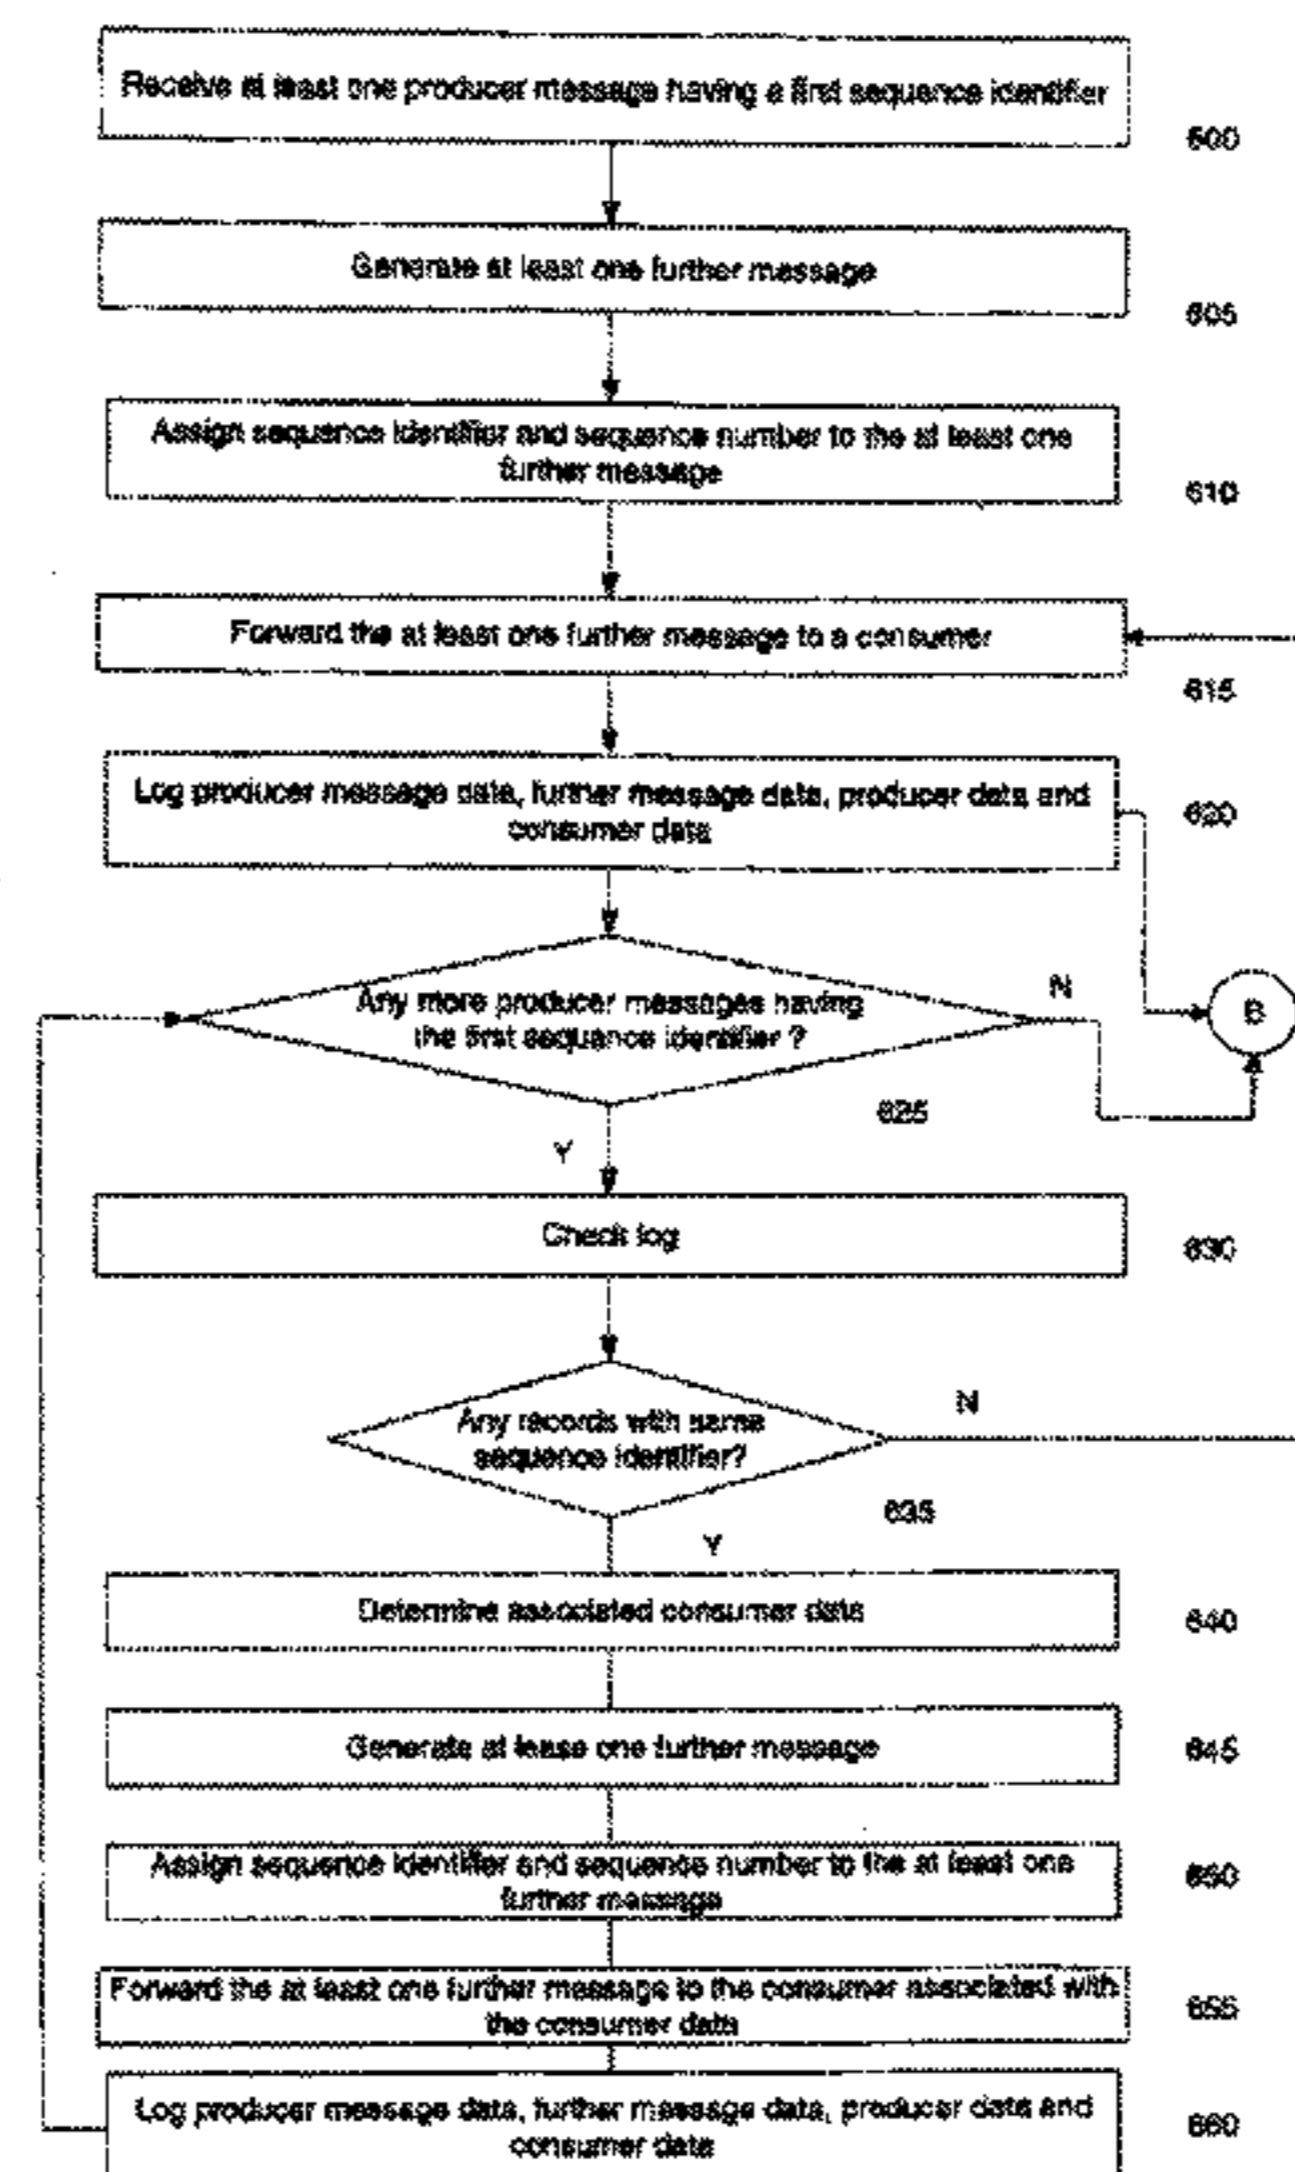 Receive at least one producer message having a first sequence identifier
600
Generate at least one further message
605
Assign sequence identifier and sequence number to the at least one
further message
610
Forward the at least one further message to a consumer
615
Log producer message data, further message data, producer data and
consumer data
620
Any more producer messages having
the first sequence identifier ?
N
B
625
Y
Check log
630
Any records with same
sequence identifier?
N
635
Y
Determine associated consumer data
640
Generate at lease one further message
645
Assign sequence identifier and sequence number to the at least one
further message
650
Forward the at least one further message to the consumer associated with
the consumer data
655
Log producer message data, further message data, producer data and
consumer data
660